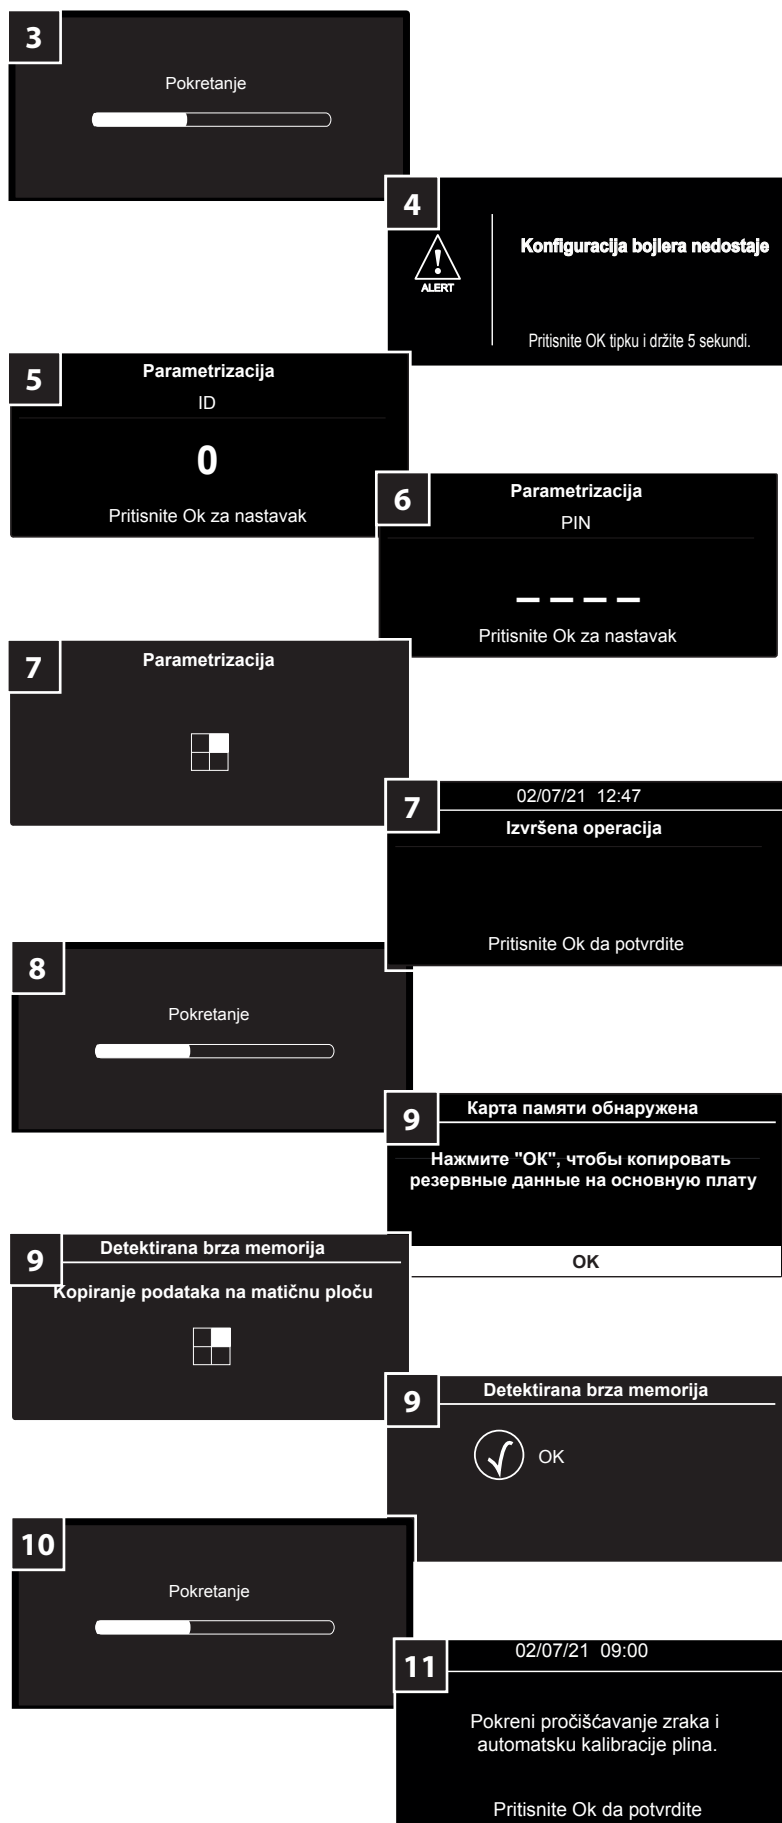 3
Pokretanje
4
ALERT
Konfiguracija bojlera nedostaje
Pritisnite OK tipku i držite 5 sekundi.
5
Parametrizacija
ID
0
Pritisnite Ok za nastavak
6
Parametrizacija
PIN
_ _ _ _
Pritisnite Ok za nastavak
7
Parametrizacija
7
02/07/21 12:47
Izvršena operacija
Pritisnite Ok da potvrdite
8
Pokretanje
9
Карта памяти обнаружена
Нажмите "ОК", чтобы копировать
резервные данные на основную плату
OK
9
Detektirana brza memorija
Kopiranje podataka na matičnu ploču
9
Detektirana brza memorija
OK
10
Pokretanje
11
02/07/21 09:00
Pokreni pročišćavanje zraka i
automatsku kalibracije plina.
Pritisnite Ok da potvrdite